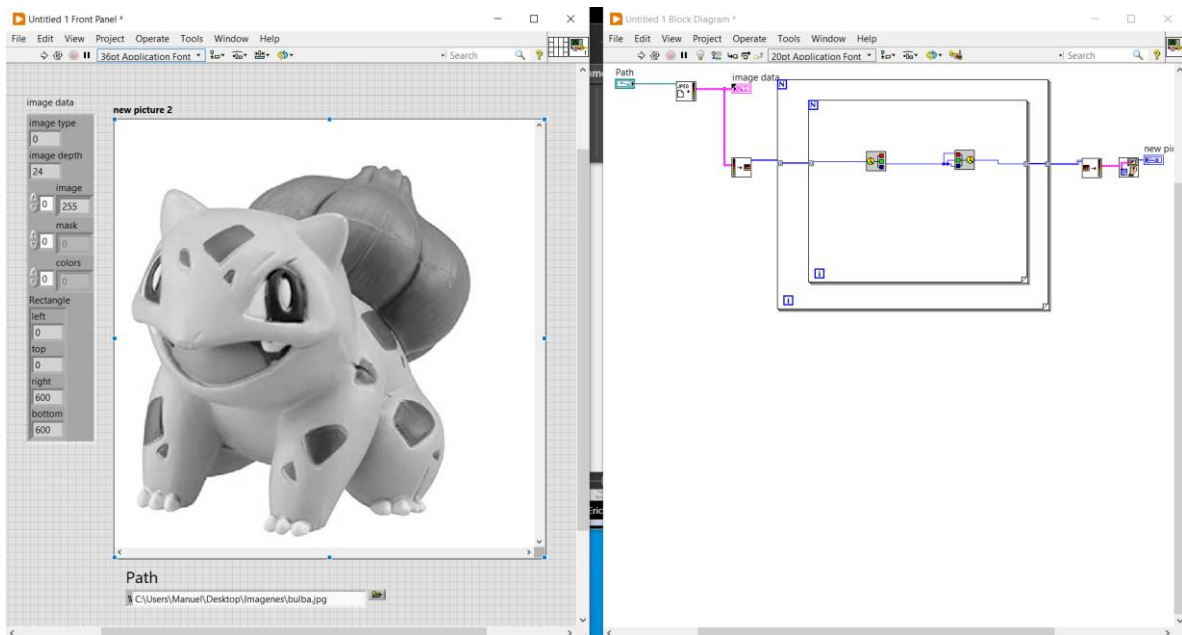 Untitled 1 Front Panel *
File Edit View Project Operate Tools Window Help
36pt Application Font
Search
image data
image type
0
image depth
24
image
0 255
mask
0 0
colors
0 0
Rectangle
left
0
top
0
right
600
bottom
600
new picture 2
Path
C:\Users\Manuel\Desktop\Imagenes\bulba.jpg
Untitled 1 Block Diagram *
File Edit View Project Operate Tools Window Help
20pt Application Font
Search
Path
JPEG
image data
N
N
new pi
i
i